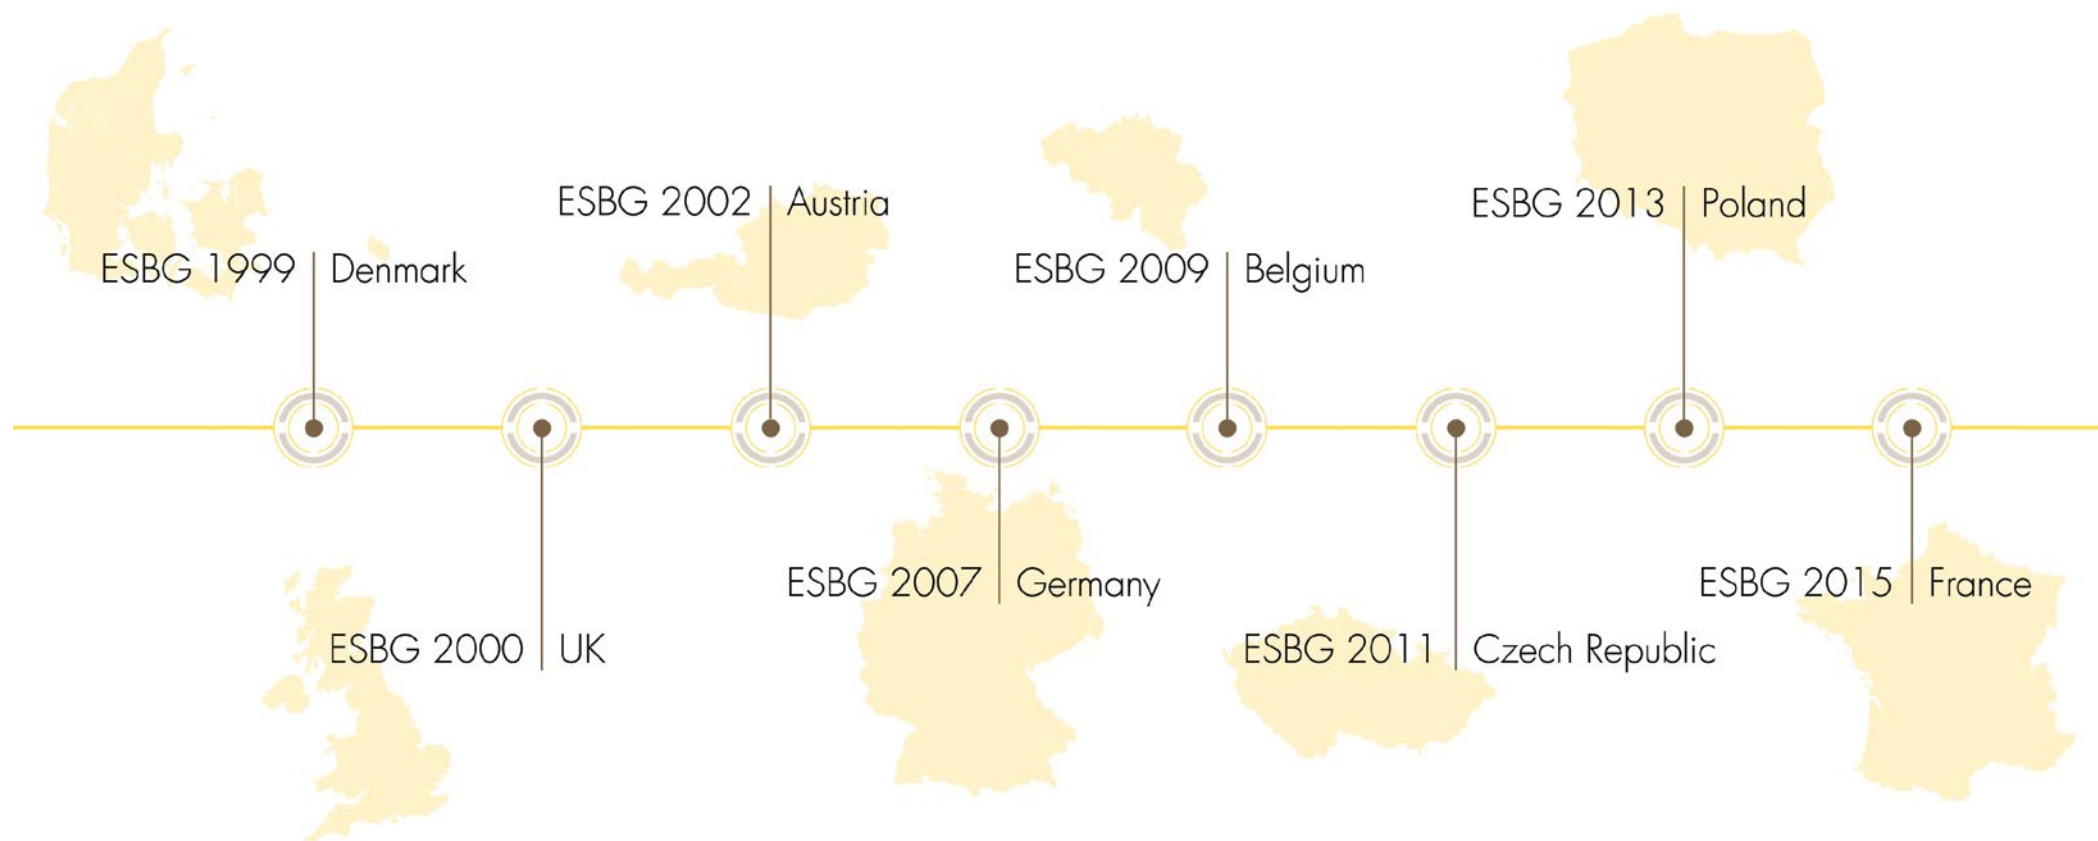 ESBG 1999 Denmark
ESBG 2000 UK
ESBG 2002 Austria
ESBG 2007 Germany
ESBG 2009 Belgium
ESBG 2011 Czech Republic
ESBG 2013 Poland
ESBG 2015 France